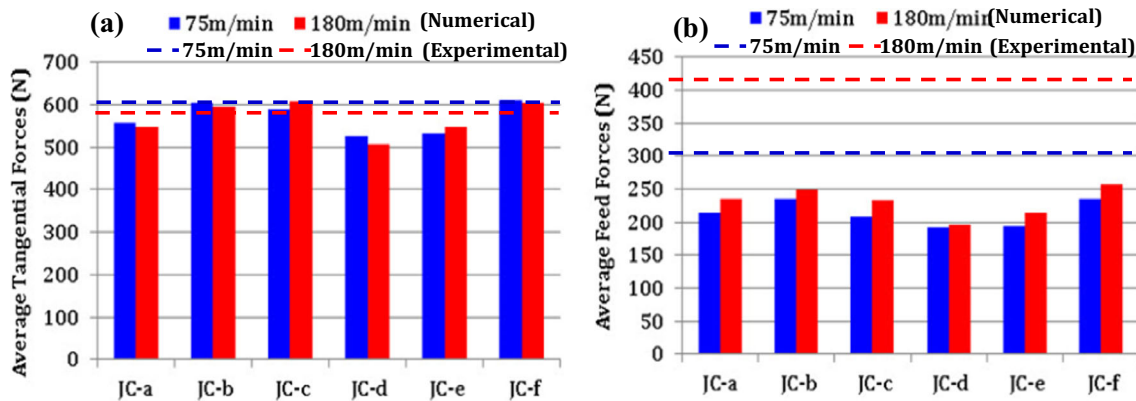 (a)
75m/min 180m/min (Numerical)
75m/min 180m/min (Experimental)
Average Tangential Forces (N)
700
600
500
400
300
200
100
0
JC-a JC-b JC-c JC-d JC-e JC-f
(b)
75m/min 180m/min (Numerical)
75m/min 180m/min (Experimental)
Average Feed Forces (N)
450
400
350
300
250
200
150
100
50
0
JC-a JC-b JC-c JC-d JC-e JC-f